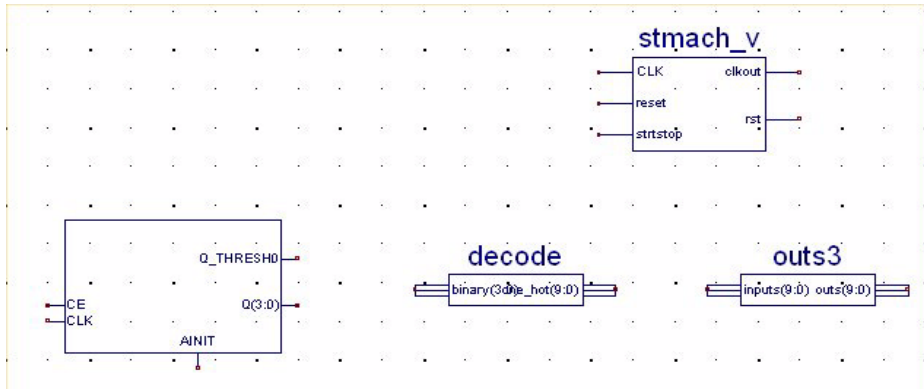 stmach_v
CLK clkout
reset
rst
strtstop
decode
outs3
Q_THRESH0
binary(3:0) one_hot(9:0)
inputs(9:0) outs(9:0)
CE Q(3:0)
CLK
AINIT